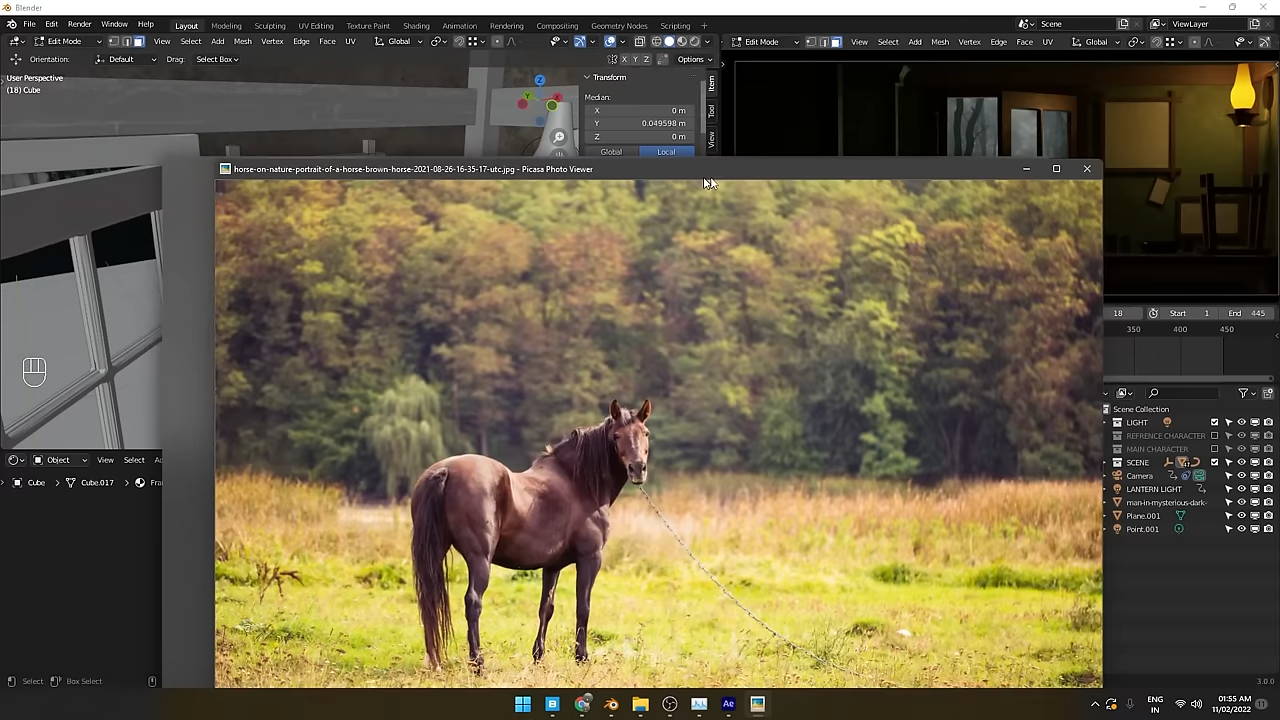 Blender
File Edit Render Window Help Layout Modeling Sculpting UV Editing Texture Paint Shading Animation Rendering Compositing Geometry Nodes Scripting + Scene ViewLayer
Edit Mode View Select Add Mesh Vertex Edge Face UV Global
Edit Mode View Select Add Mesh Vertex Edge Face UV Global
Orientation: Default Drag: Select Box X Y Z Options
User Perspective
(18) Cube
Transform
Median:
X 0 m
Y 0.049598 m
Z 0 m
Global Local
Item
Tool
View
horse-on-nature-portrait-of-a-horse-brown-horse-2021-08-26-16-35-17-utc.jpg - Picasa Photo Viewer
18 Start 1 End 445
350 400 450
Scene Collection
LIGHT
REFRENCE CHARACTER
MAIN CHARACTER
SCENE
Camera
LANTERN LIGHT
man-in-mysterious-dark-
Plane.001
Point.001
Object View Select
Cube Cube.017 Fra
Select Box Select
3.0.0
Ae
ENG
IN
01:55 AM
11/02/2022